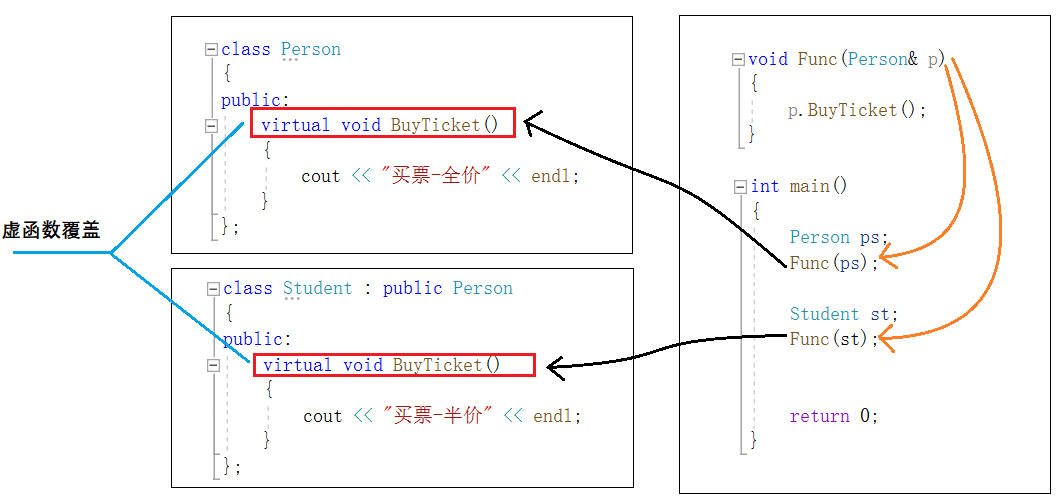 虚函数覆盖
class Person
{
public:
virtual void BuyTicket()
{
cout << "买票-全价" << endl;
}
};
class Student : public Person
{
public:
virtual void BuyTicket()
{
cout << "买票-半价" << endl;
}
};
void Func(Person& p)
{
p.BuyTicket();
}
int main()
{
Person ps;
Func(ps);
Student st;
Func(st);
return 0;
}